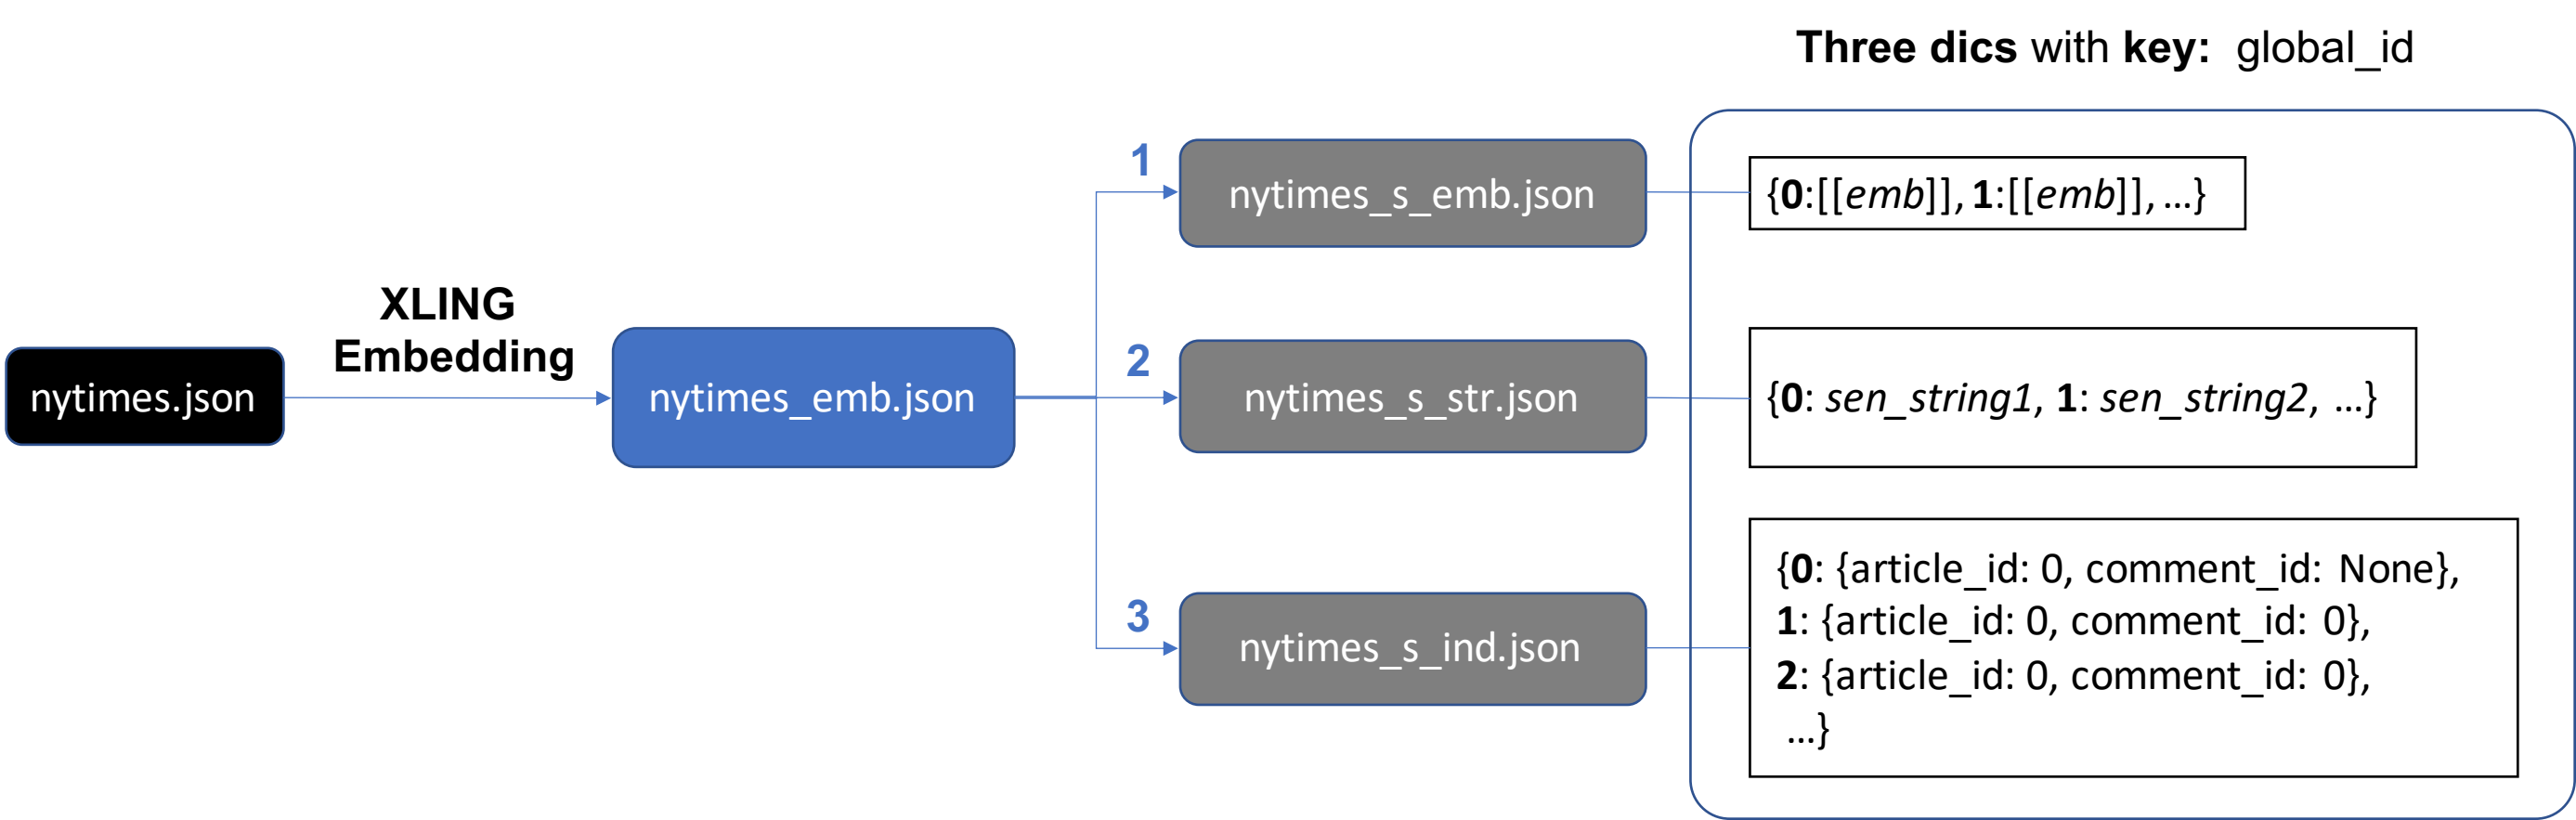 Three dics with key: global_id
XLING
Embedding
nytimes.json
nytimes_emb.json
1
nytimes_s_emb.json
{0:[[emb]], 1:[[emb]], ...}
2
nytimes_s_str.json
{0: sen_string1, 1: sen_string2, ...}
3
nytimes_s_ind.json
{0: {article_id: 0, comment_id: None},
1: {article_id: 0, comment_id: 0},
2: {article_id: 0, comment_id: 0},
...}